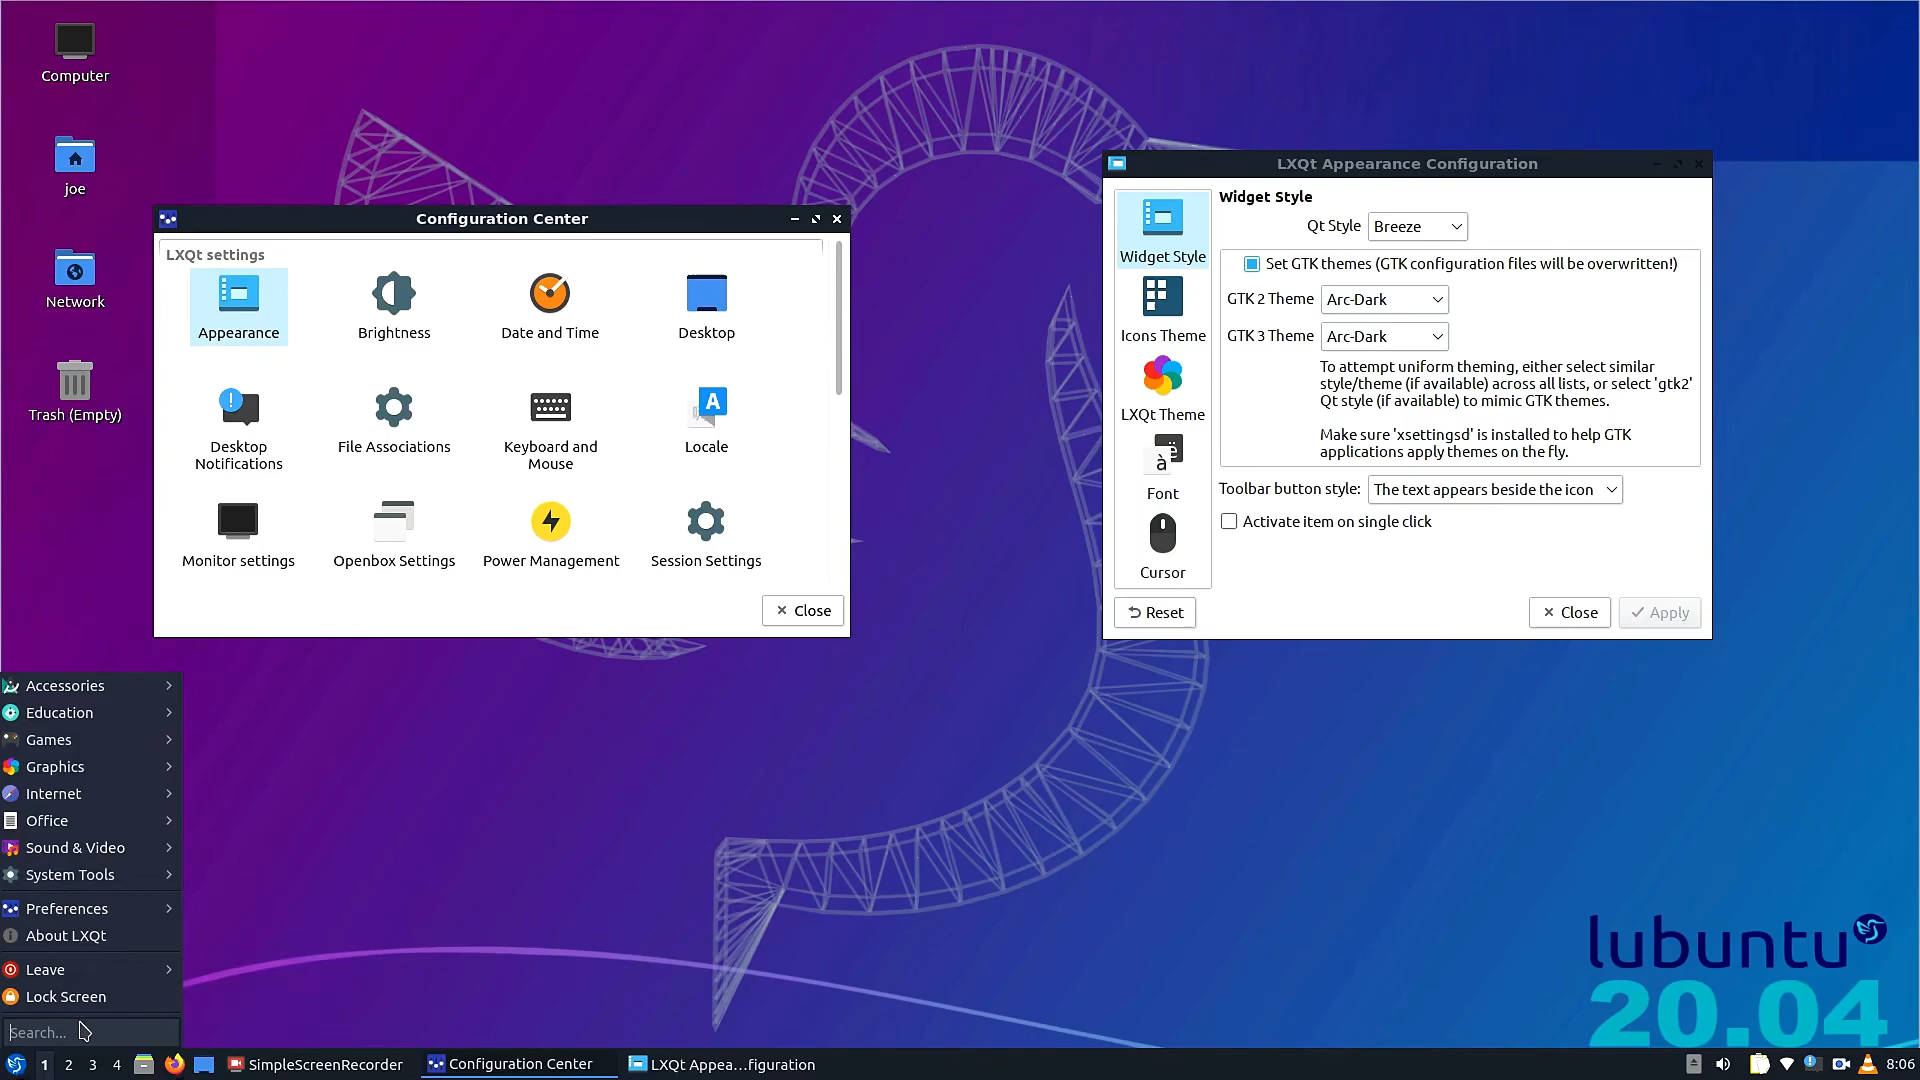 Computer
joe
Network
Trash (Empty)
Configuration Center
LXQt settings
Appearance
Brightness
Date and Time
Desktop
Desktop
Notifications
File Associations
Keyboard and
Mouse
Locale
Monitor settings
Openbox Settings
Power Management
Session Settings
Close
LXQt Appearance Configuration
Widget Style
Icons Theme
LXQt Theme
Font
Cursor
Widget Style
Qt Style Breeze
Set GTK themes (GTK configuration files will be overwritten!)
GTK 2 Theme Arc-Dark
GTK 3 Theme Arc-Dark
To attempt uniform theming, either select similar
style/theme (if available) across all lists, or select 'gtk2'
Qt style (if available) to mimic GTK themes.
Make sure 'xsettingsd' is installed to help GTK
applications apply themes on the fly.
Toolbar button style: The text appears beside the icon
Activate item on single click
Reset
Close
Apply
Accessories
Education
Games
Graphics
Internet
Office
Sound & Video
System Tools
Preferences
About LXQt
Leave
Lock Screen
Search...
lubuntu
20.04
1 2 3 4 SimpleScreenRecorder Configuration Center LXQt Appea...figuration 8:06